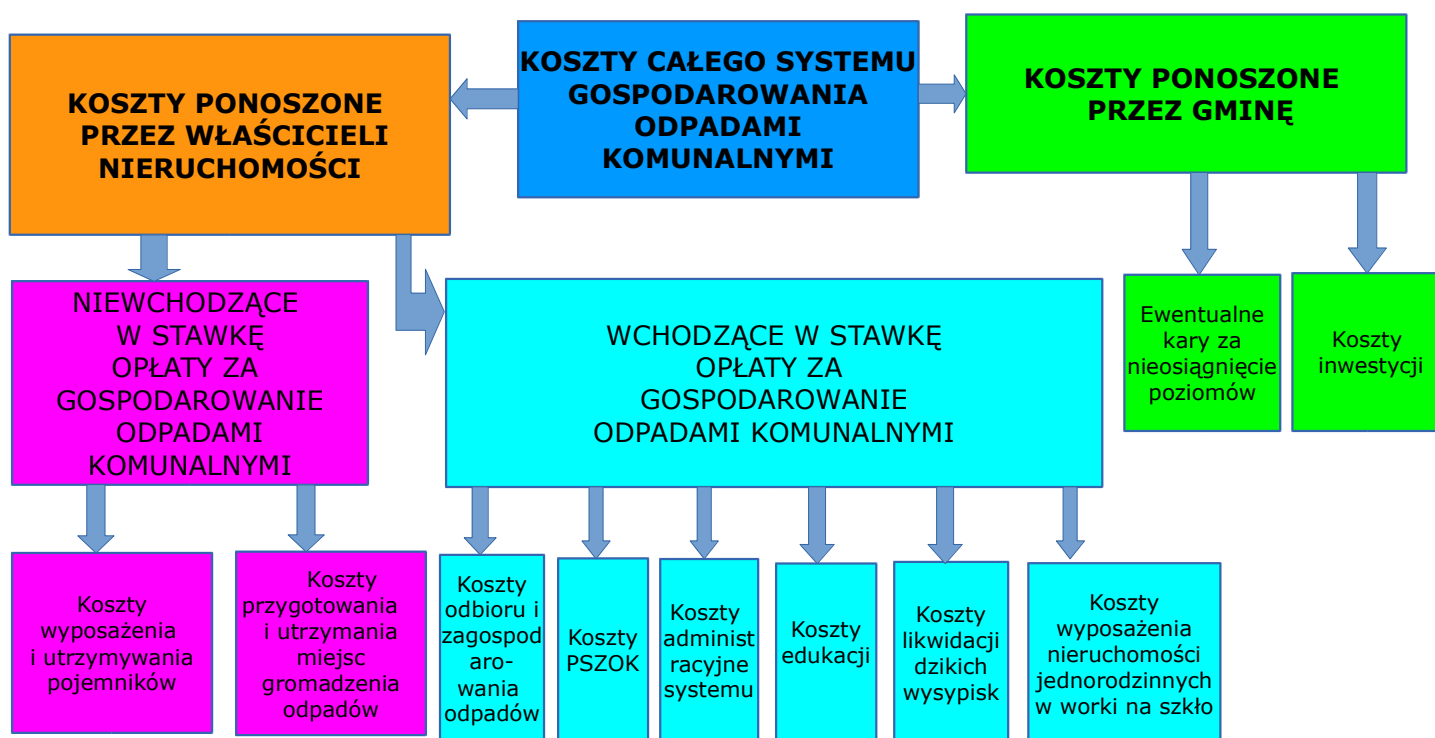 KOSZTY PONOSZONE
PRZEZ WŁAŚCICIELI
NIERUCHOMOŚCI
KOSZTY CAŁEGO SYSTEMU
GOSPODAROWANIA
ODPADAMI
KOMUNALNYMI
KOSZTY PONOSZONE
PRZEZ GMINĘ
NIEWCHODZĄCE
W STAWKĘ
OPŁATY ZA
GOSPODAROWANIE
ODPADAMI
KOMUNALNYMI
WCHODZĄCE W STAWKĘ
OPŁATY ZA
GOSPODAROWANIE
ODPADAMI KOMUNALNYMI
Ewentualne
kary za
nieosiągnięcie
poziomów
Koszty
inwestycji
Koszty
wyposażenia
i utrzymywania
pojemników
Koszty
przygotowania
i utrzymania
miejsc
gromadzenia
odpadów
Koszty
odbioru i
zagospod
aro-
wania
odpadów
Koszty
PSZOK
Koszty
administ
racyjne
systemu
Koszty
edukacji
Koszty
likwidacji
dzikich
wysypisk
Koszty
wyposażenia
nieruchomości
jednorodzinnych
w worki na szkło